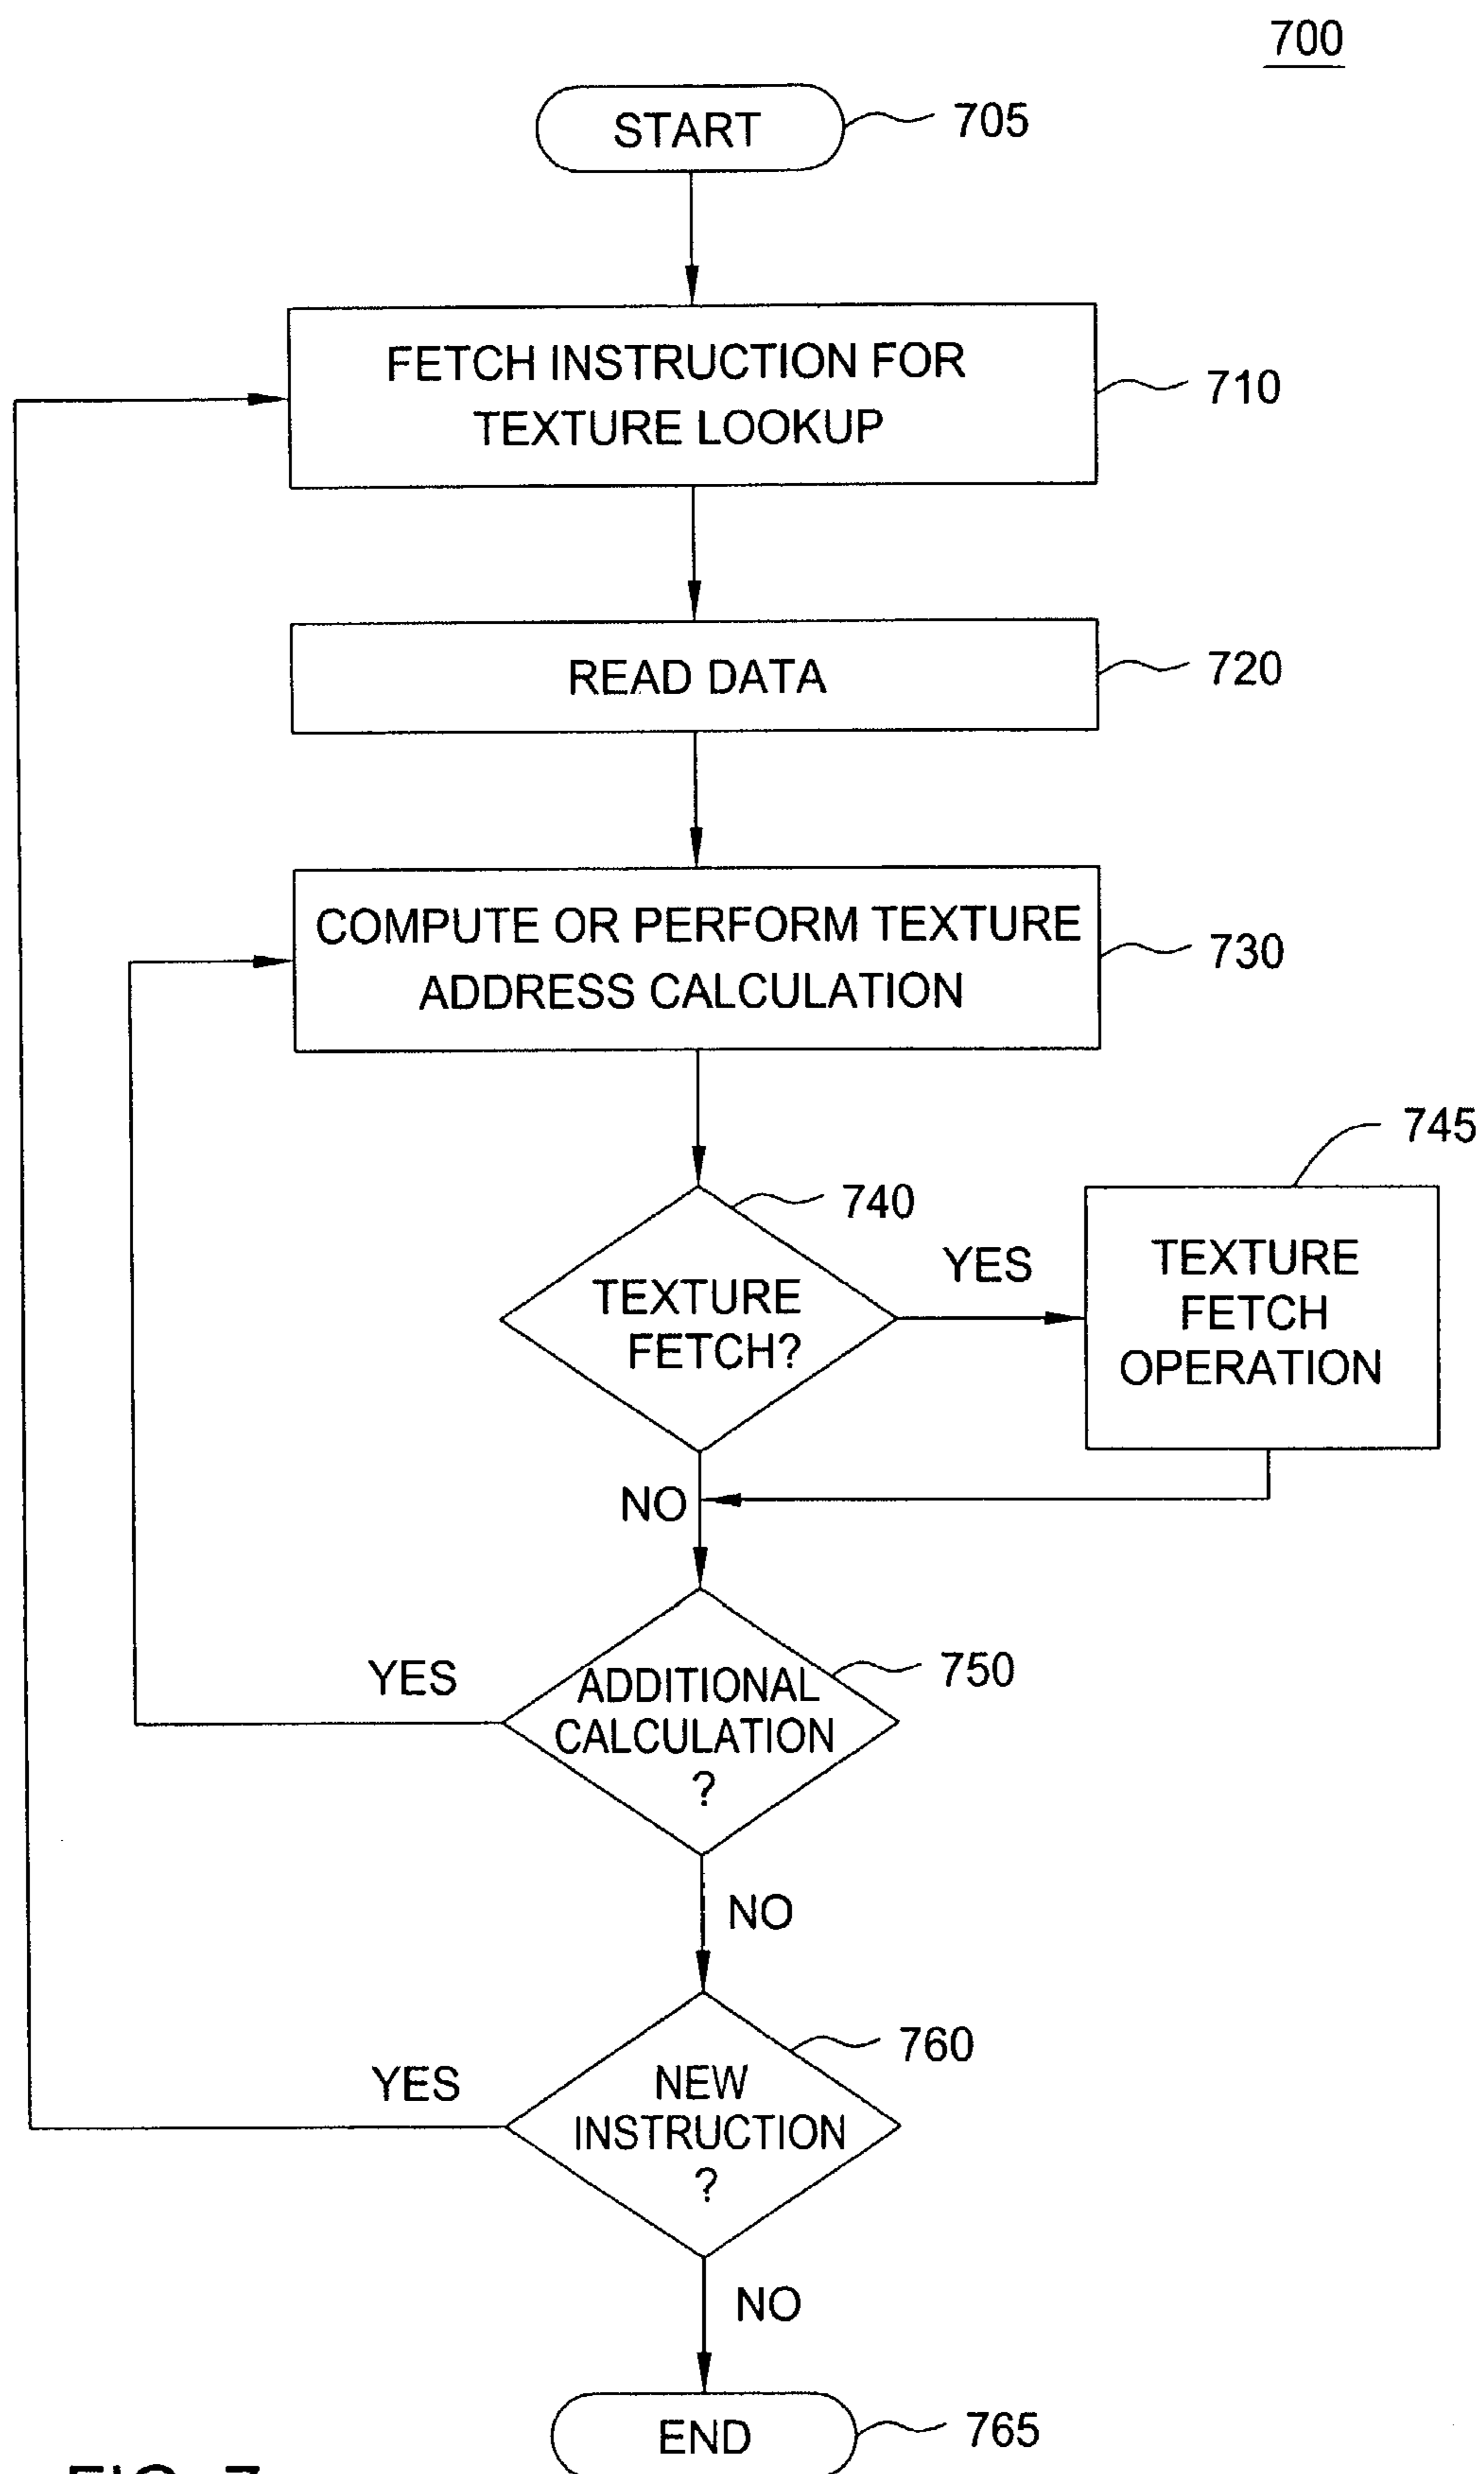 700
START
705
FETCH INSTRUCTION FOR
TEXTURE LOOKUP
710
READ DATA
720
COMPUTE OR PERFORM TEXTURE
ADDRESS CALCULATION
730
745
740
TEXTURE
FETCH?
YES
TEXTURE
FETCH
OPERATION
NO
750
YES
ADDITIONAL
CALCULATION
?
NO
760
YES
NEW
INSTRUCTION
?
NO
END
765